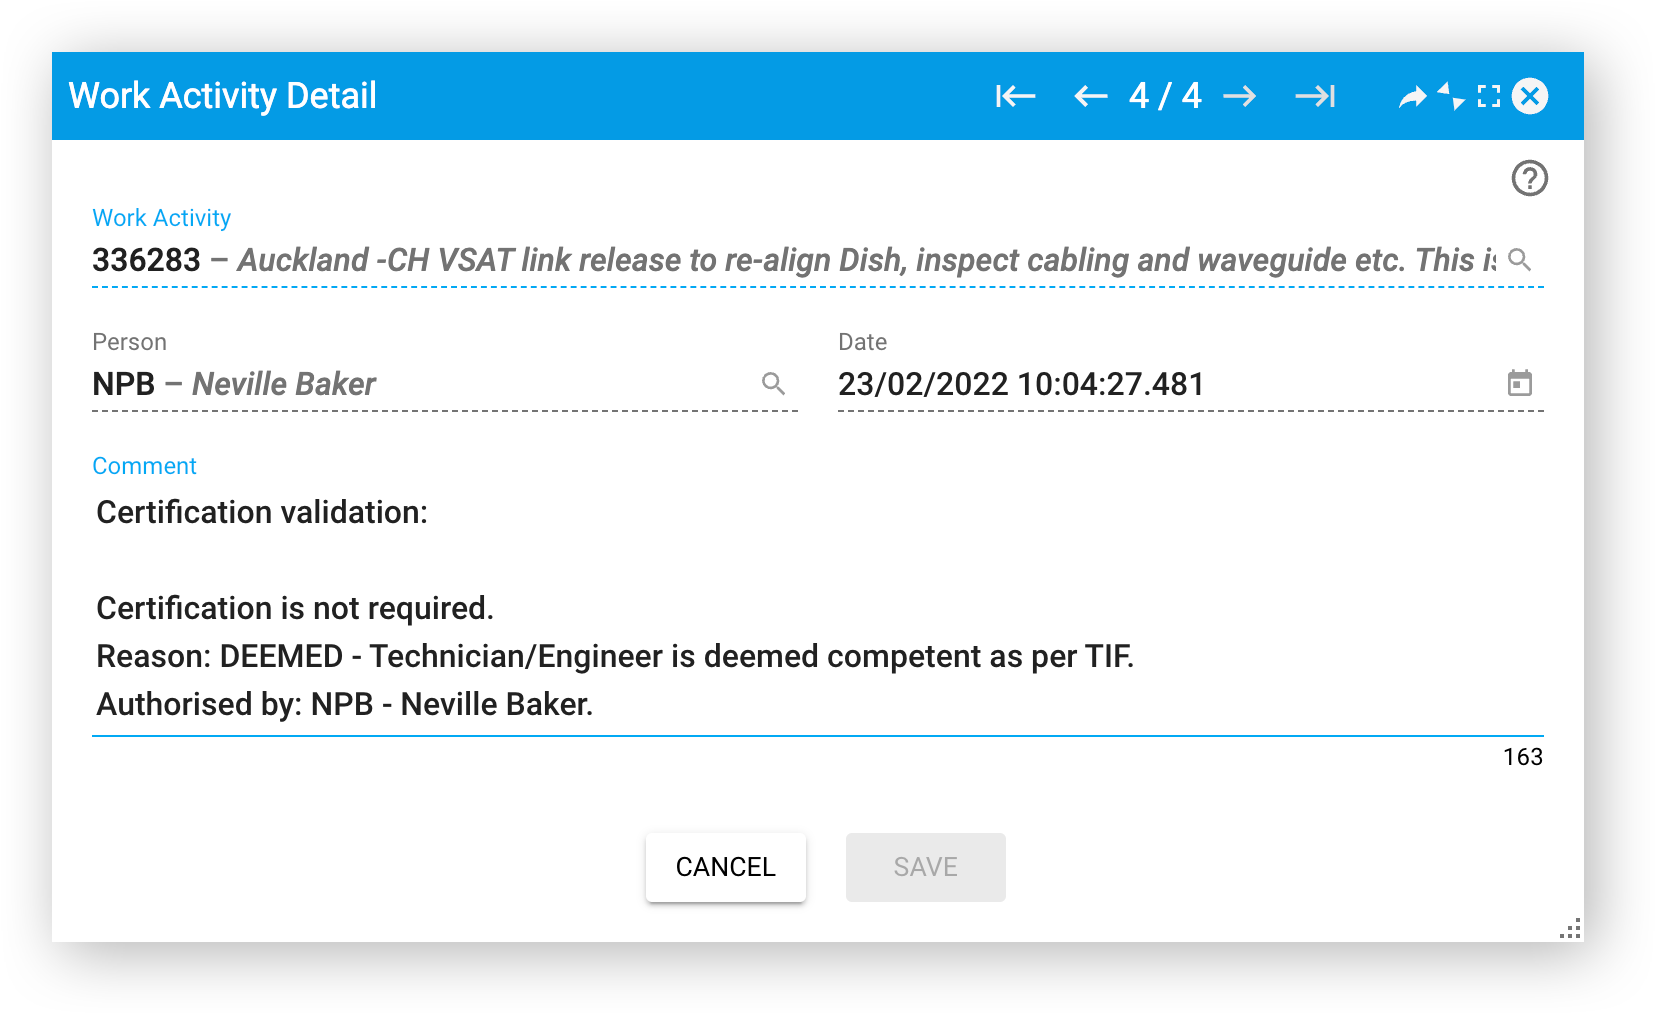 Work Activity Detail
4 / 4
Work Activity
336283 – Auckland -CH VSAT link release to re-align Dish, inspect cabling and waveguide etc. This is
Person
NPB – Neville Baker
Date
23/02/2022 10:04:27.481
Comment
Certification validation:
Certification is not required.
Reason: DEEMED - Technician/Engineer is deemed competent as per TIF.
Authorised by: NPB - Neville Baker.
163
CANCEL
SAVE